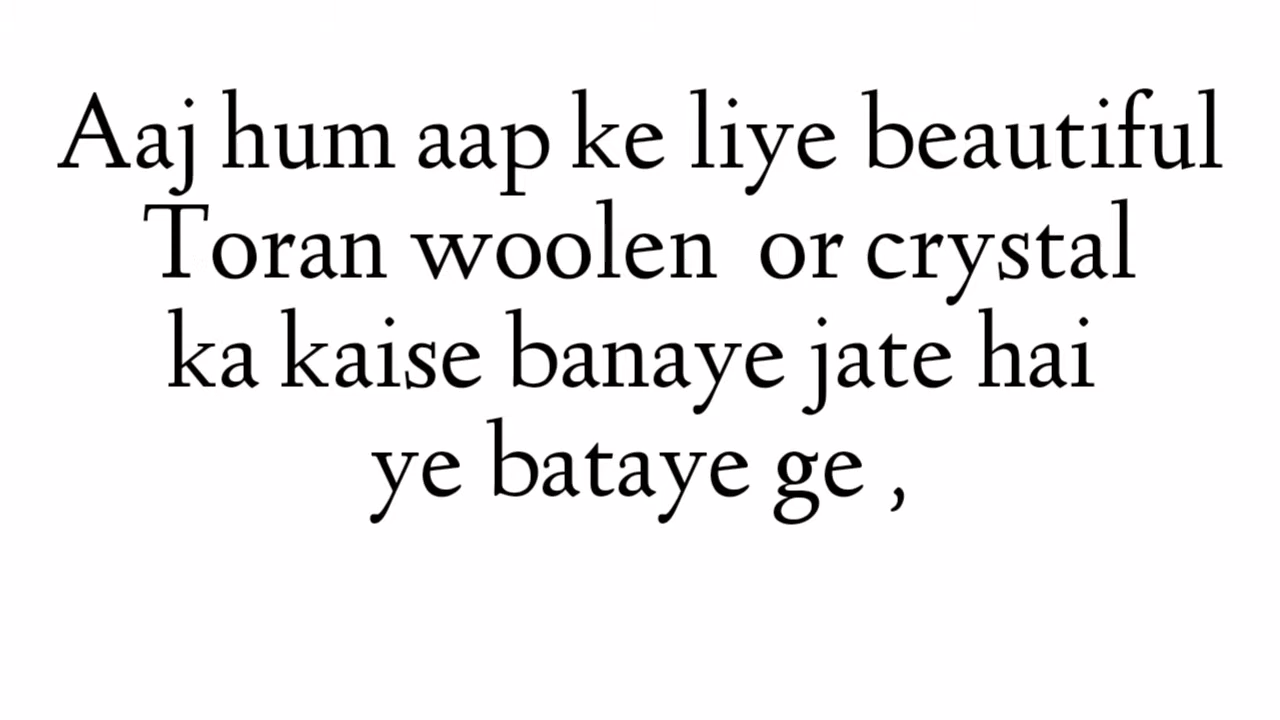 Aaj hum aap ke liye beautiful
Toran woolen or crystal
ka kaise banaye jate hai
ye bataye ge ,